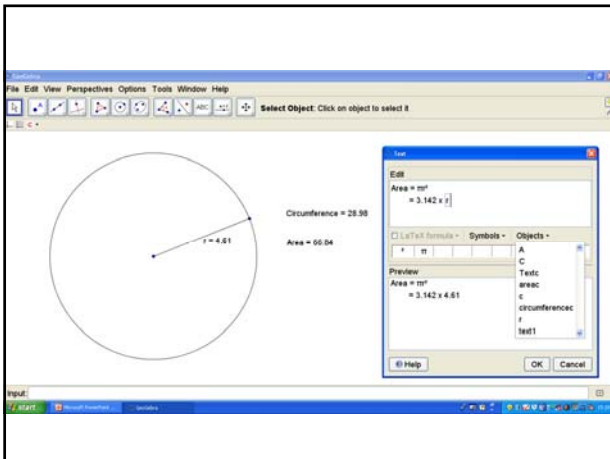 GeoGebra
File Edit View Perspectives Options Tools Window Help
ABC
Select Object: Click on object to select it
r = 4.61
Circumference = 28.98
Area = 66.84
Text
Edit
Area = πr²
= 3.142 x r
LaTeX formula Symbols Objects
² π
A
C
Textc
areac
c
circumferencec
r
text1
Preview
Area = πr²
= 3.142 x 4.61
Help OK Cancel
Input:
start Microsoft PowerPoint ... GeoGebra